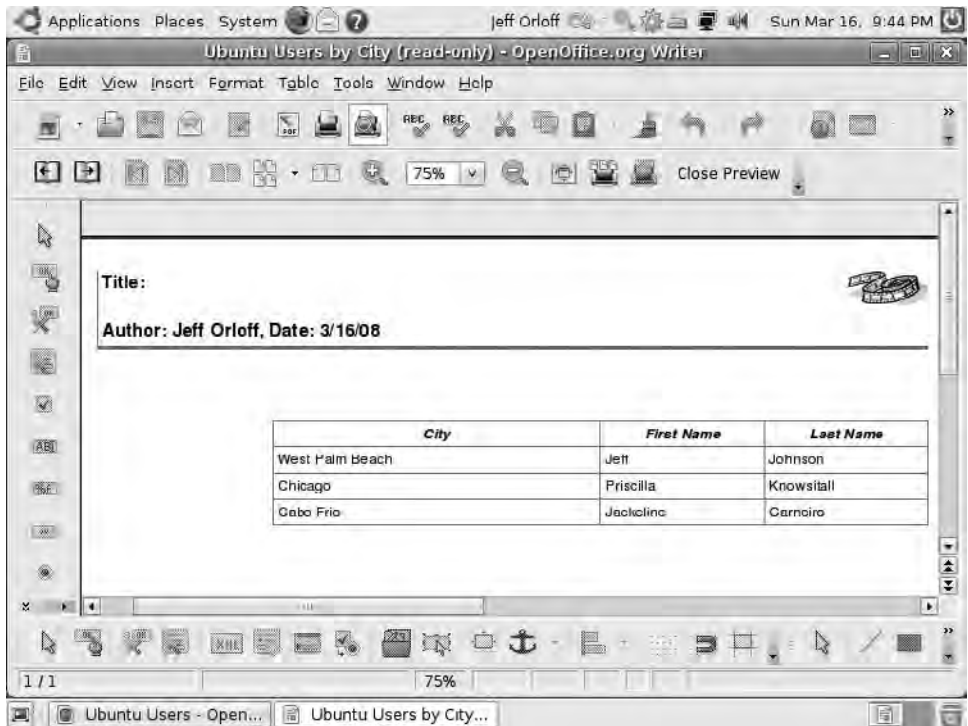 Applications Places System Jeff Orloff Sun Mar 16, 9:44 PM
Ubuntu Users by City (read-only) - OpenOffice.org Writer
File Edit View Insert Format Table Tools Window Help
PDF ABC ABC
75% Close Preview
Title:
Author: Jeff Orloff, Date: 3/16/08
City First Name Last Name
West Palm Beach Jeff Johnson
Chicago Priscilla Knowsitall
Cabo Frio Jackeline Carneiro
1 / 1 75%
Ubuntu Users - Open... Ubuntu Users by City...